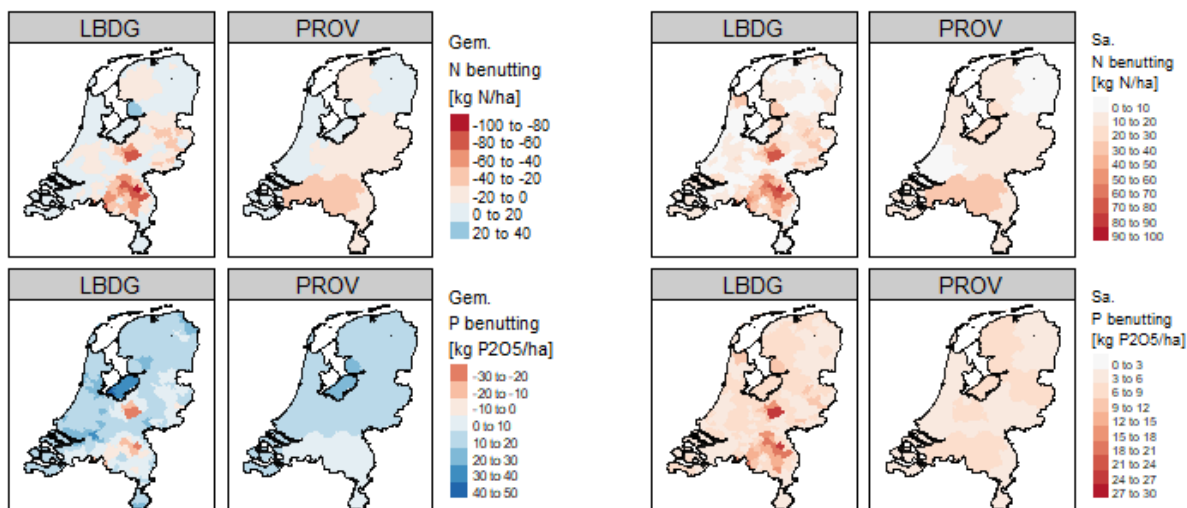 LBDG
PROV
Gem.
N benutting
[kg N/ha]
-100 to -80
-80 to -60
-60 to -40
-40 to -20
-20 to 0
0 to 20
20 to 40
LBDG
PROV
Sa.
N benutting
[kg N/ha]
0 to 10
10 to 20
20 to 30
30 to 40
40 to 50
50 to 60
60 to 70
70 to 80
80 to 90
90 to 100
LBDG
PROV
Gem.
P benutting
[kg P2O5/ha]
-30 to -20
-20 to -10
-10 to 0
0 to 10
10 to 20
20 to 30
30 to 40
40 to 50
LBDG
PROV
Sa.
P benutting
[kg P2O5/ha]
0 to 3
3 to 6
6 to 9
9 to 12
12 to 15
15 to 18
18 to 21
21 to 24
24 to 27
27 to 30